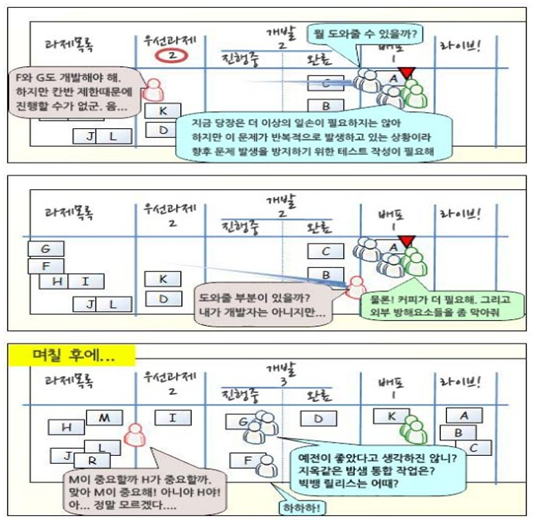 뭘 도와줄 수 있을까?
과제목록
우선과제
2
개발
2
진행중
완료
배포
1
라이브!
F와 G도 개발해야 해.
하지만 칸반 제한때문에
진행할 수가 없군. 음...
C
A
K
B
D
J L
지금 당장은 더 이상의 일손이 필요하지는 않아
하지만 이 문제가 반복적으로 발생하고 있는 상황이라
향후 문제 발생을 방지하기 위한 테스트 작성이 필요해
과제목록
우선과제
2
개발
2
진행중
완료
배포
1
라이브!
G
F
H I
J L
K
D
C
B
A
도와줄 부분이 있을까?
내가 개발자는 아니지만...
물론! 커피가 더 필요해. 그리고
외부 방해요소들을 좀 막아줘
며칠 후에...
과제목록
우선과제
2
개발
3
진행중
완료
배포
1
라이브!
M
H
L
J
R
I
G
F
D
K
A
B
C
M이 중요할까 H가 중요할까.
맞아 M이 중요해! 아니야 H야!
아... 정말 모르겠다....
예전이 좋았다고 생각하진 않니?
지옥같은 밤샘 통합 작업은?
빅뱅 릴리스는 어때?
하하하!